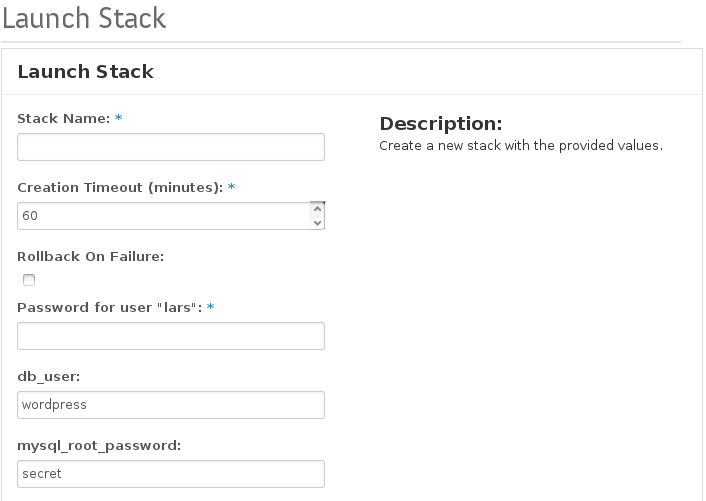 Launch Stack
Launch Stack
Stack Name: *
Creation Timeout (minutes): *
60
Rollback On Failure:
Password for user "lars": *
db_user:
wordpress
mysql_root_password:
secret
Description:
Create a new stack with the provided values.